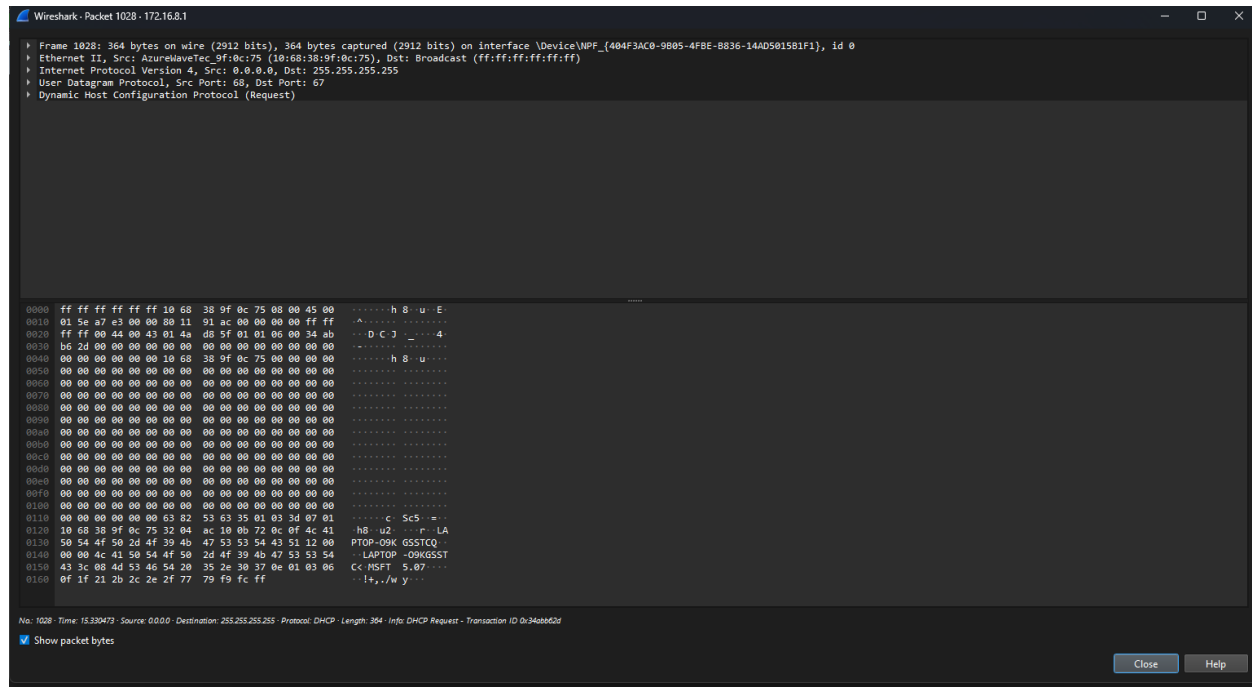 Wireshark · Packet 1028 · 172.16.8.1
Frame 1028: 364 bytes on wire (2912 bits), 364 bytes captured (2912 bits) on interface \Device\NPF_{404F3AC0-9B05-4FBE-B836-14AD5015B1F1}, id 0
Ethernet II, Src: AzureWaveTec_9f:0c:75 (10:68:38:9f:0c:75), Dst: Broadcast (ff:ff:ff:ff:ff:ff)
Internet Protocol Version 4, Src: 0.0.0.0, Dst: 255.255.255.255
User Datagram Protocol, Src Port: 68, Dst Port: 67
Dynamic Host Configuration Protocol (Request)
0000 ff ff ff ff ff ff 10 68 38 9f 0c 75 08 00 45 00 ·······h 8··u··E·
0010 01 5e a7 e3 00 00 80 11 91 ac 00 00 00 00 ff ff ·^······ ········
0020 ff ff 00 44 00 43 01 4a d8 5f 01 01 06 00 34 ab ···D·C·J ·_····4·
0030 b6 2d 00 00 00 00 00 00 00 00 00 00 00 00 00 00 ·-······ ········
0040 00 00 00 00 00 00 10 68 38 9f 0c 75 00 00 00 00 ·······h 8··u····
0050 00 00 00 00 00 00 00 00 00 00 00 00 00 00 00 00 ········ ········
0060 00 00 00 00 00 00 00 00 00 00 00 00 00 00 00 00 ········ ········
0070 00 00 00 00 00 00 00 00 00 00 00 00 00 00 00 00 ········ ········
0080 00 00 00 00 00 00 00 00 00 00 00 00 00 00 00 00 ········ ········
0090 00 00 00 00 00 00 00 00 00 00 00 00 00 00 00 00 ········ ········
00a0 00 00 00 00 00 00 00 00 00 00 00 00 00 00 00 00 ········ ········
00b0 00 00 00 00 00 00 00 00 00 00 00 00 00 00 00 00 ········ ········
00c0 00 00 00 00 00 00 00 00 00 00 00 00 00 00 00 00 ········ ········
00d0 00 00 00 00 00 00 00 00 00 00 00 00 00 00 00 00 ········ ········
00e0 00 00 00 00 00 00 00 00 00 00 00 00 00 00 00 00 ········ ········
00f0 00 00 00 00 00 00 00 00 00 00 00 00 00 00 00 00 ········ ········
0100 00 00 00 00 00 00 00 00 00 00 00 00 00 00 00 00 ········ ········
0110 00 00 00 00 00 00 63 82 53 63 35 01 03 3d 07 01 ······c· Sc5··=··
0120 10 68 38 9f 0c 75 32 04 ac 10 0b 72 0c 0f 4c 41 ·h8··u2· ···r··LA
0130 50 54 4f 50 2d 4f 39 4b 47 53 53 54 43 51 12 00 PTOP-O9K GSSTCQ··
0140 00 00 4c 41 50 54 4f 50 2d 4f 39 4b 47 53 53 54 ··LAPTOP -O9KGSST
0150 43 3c 08 4d 53 46 54 20 35 2e 30 37 0e 01 03 06 C<·MSFT 5.07····
0160 0f 1f 21 2b 2c 2e 2f 77 79 f9 fc ff ··!+,./w y···
No.: 1028 · Time: 15.330473 · Source: 0.0.0.0 · Destination: 255.255.255.255 · Protocol: DHCP · Length: 364 · Info: DHCP Request - Transaction ID 0x34abb62d
Show packet bytes
Close Help